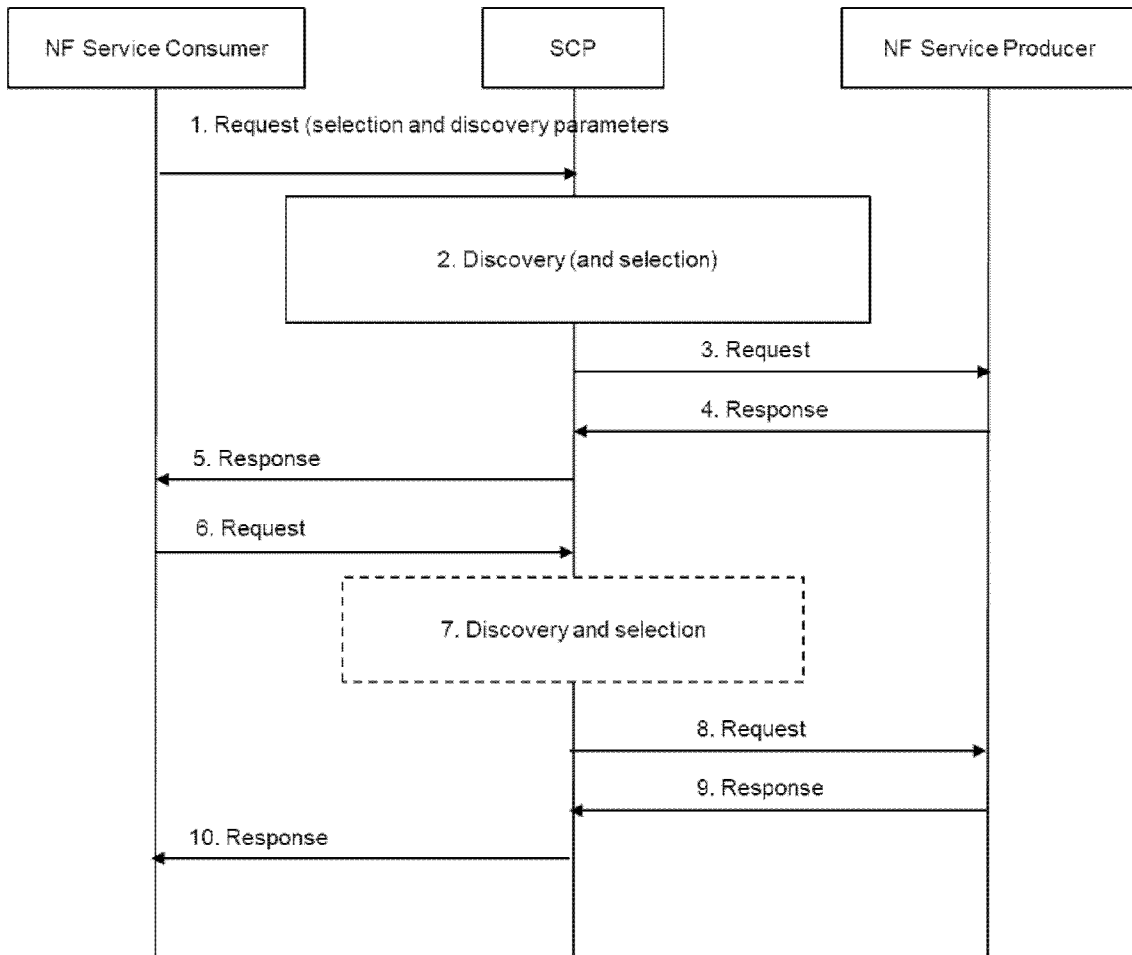 NF Service Consumer
SCP
NF Service Producer
1. Request (selection and discovery parameters
2. Discovery (and selection)
3. Request
4. Response
5. Response
6. Request
7. Discovery and selection
8. Request
9. Response
10. Response